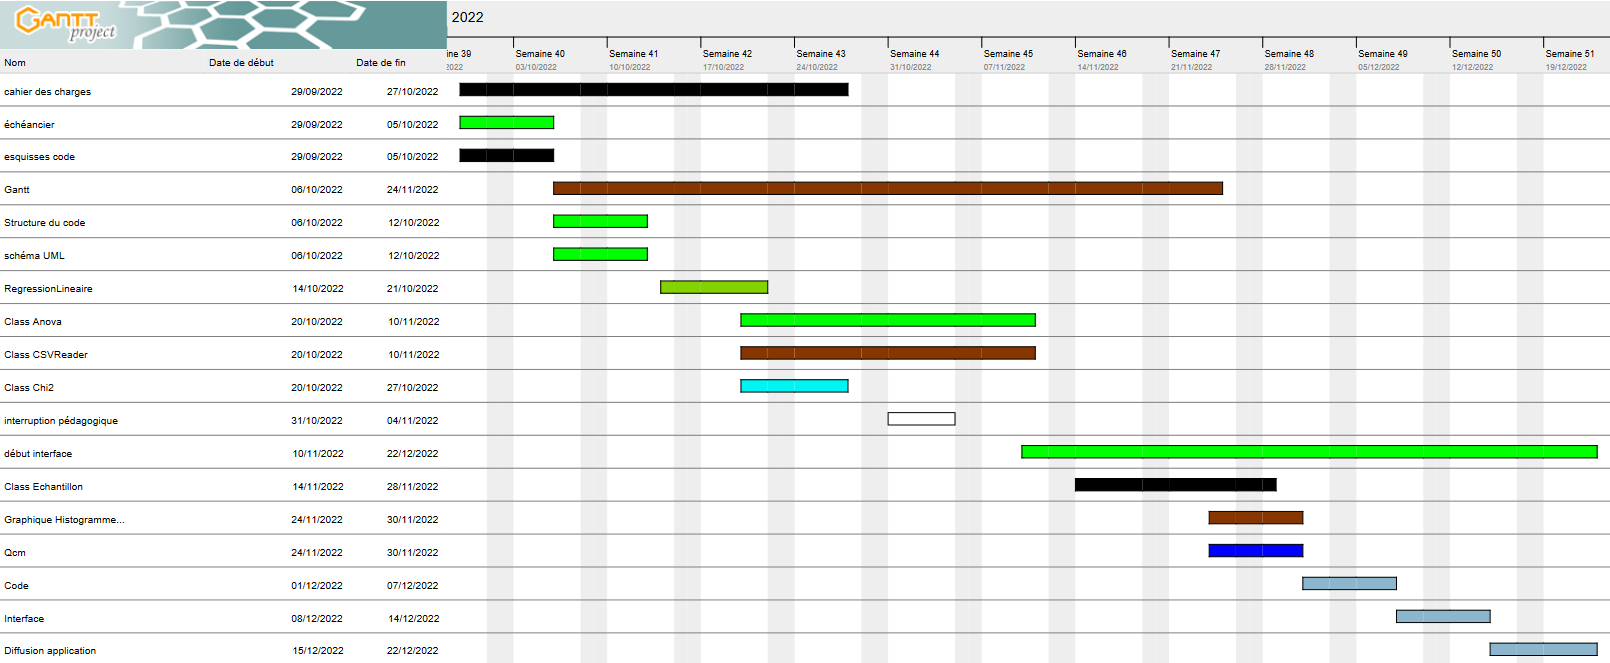 GANTT
project
2022
ine 39 Semaine 40 Semaine 41 Semaine 42 Semaine 43 Semaine 44 Semaine 45 Semaine 46 Semaine 47 Semaine 48 Semaine 49 Semaine 50 Semaine 51
Nom Date de début Date de fin 2022 03/10/2022 10/10/2022 17/10/2022 24/10/2022 31/10/2022 07/11/2022 14/11/2022 21/11/2022 28/11/2022 05/12/2022 12/12/2022 19/12/2022
cahier des charges 29/09/2022 27/10/2022
échéancier 29/09/2022 05/10/2022
esquisses code 29/09/2022 05/10/2022
Gantt 06/10/2022 24/11/2022
Structure du code 06/10/2022 12/10/2022
schéma UML 06/10/2022 12/10/2022
RegressionLineaire 14/10/2022 21/10/2022
Class Anova 20/10/2022 10/11/2022
Class CSVReader 20/10/2022 10/11/2022
Class Chi2 20/10/2022 27/10/2022
interruption pédagogique 31/10/2022 04/11/2022
début interface 10/11/2022 22/12/2022
Class Echantillon 14/11/2022 28/11/2022
Graphique Histogramme... 24/11/2022 30/11/2022
Qcm 24/11/2022 30/11/2022
Code 01/12/2022 07/12/2022
Interface 08/12/2022 14/12/2022
Diffusion application 15/12/2022 22/12/2022